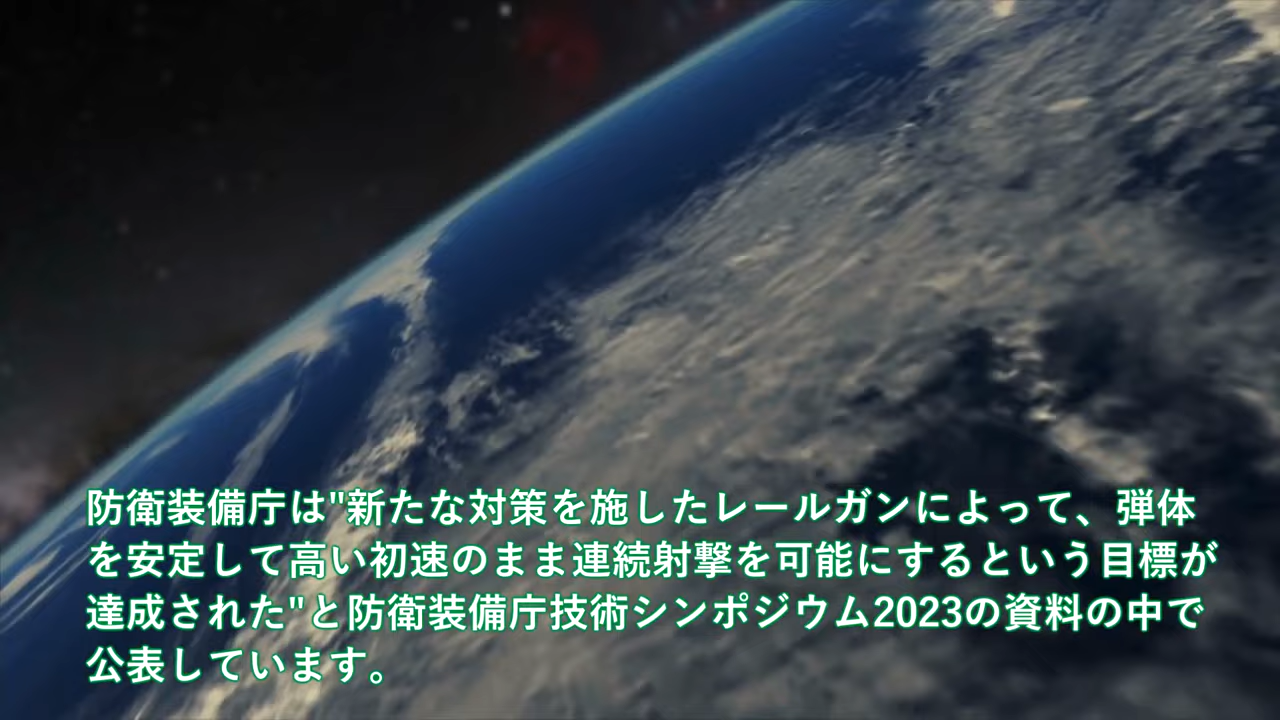 防衛装備庁は"新たな対策を施したレールガンによって、弾体
を安定して高い初速のまま連続射撃を可能にするという目標が
達成された"と防衛装備庁技術シンポジウム2023の資料の中で
公表しています。